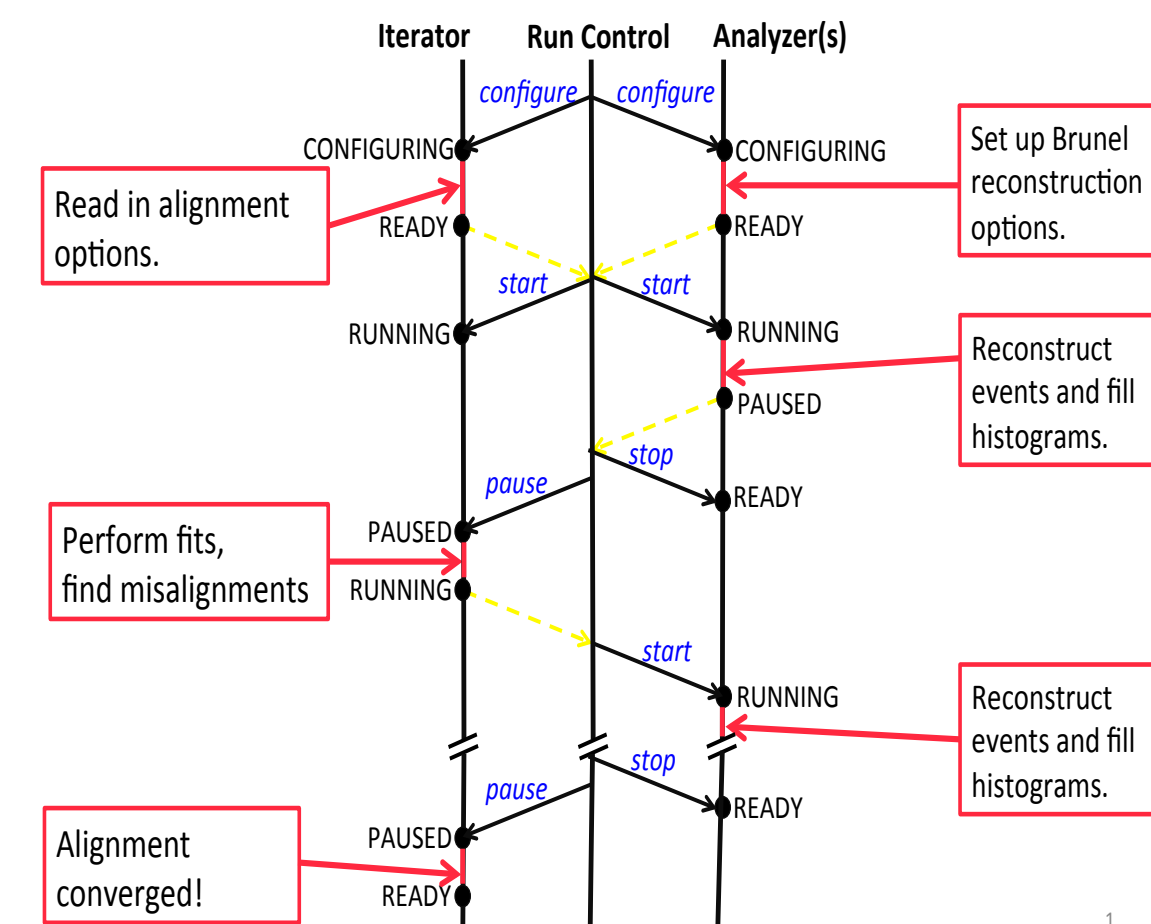 Iterator Run Control Analyzer(s)
configure configure
CONFIGURING CONFIGURING
Set up Brunel
reconstruction
options.
Read in alignment
options.
READY READY
start start
RUNNING RUNNING
Reconstruct
events and fill
histograms.
PAUSED
stop
pause
READY
PAUSED
Perform fits,
find misalignments
RUNNING
start
RUNNING
Reconstruct
events and fill
histograms.
stop
pause
READY
PAUSED
Alignment
converged!
READY
1